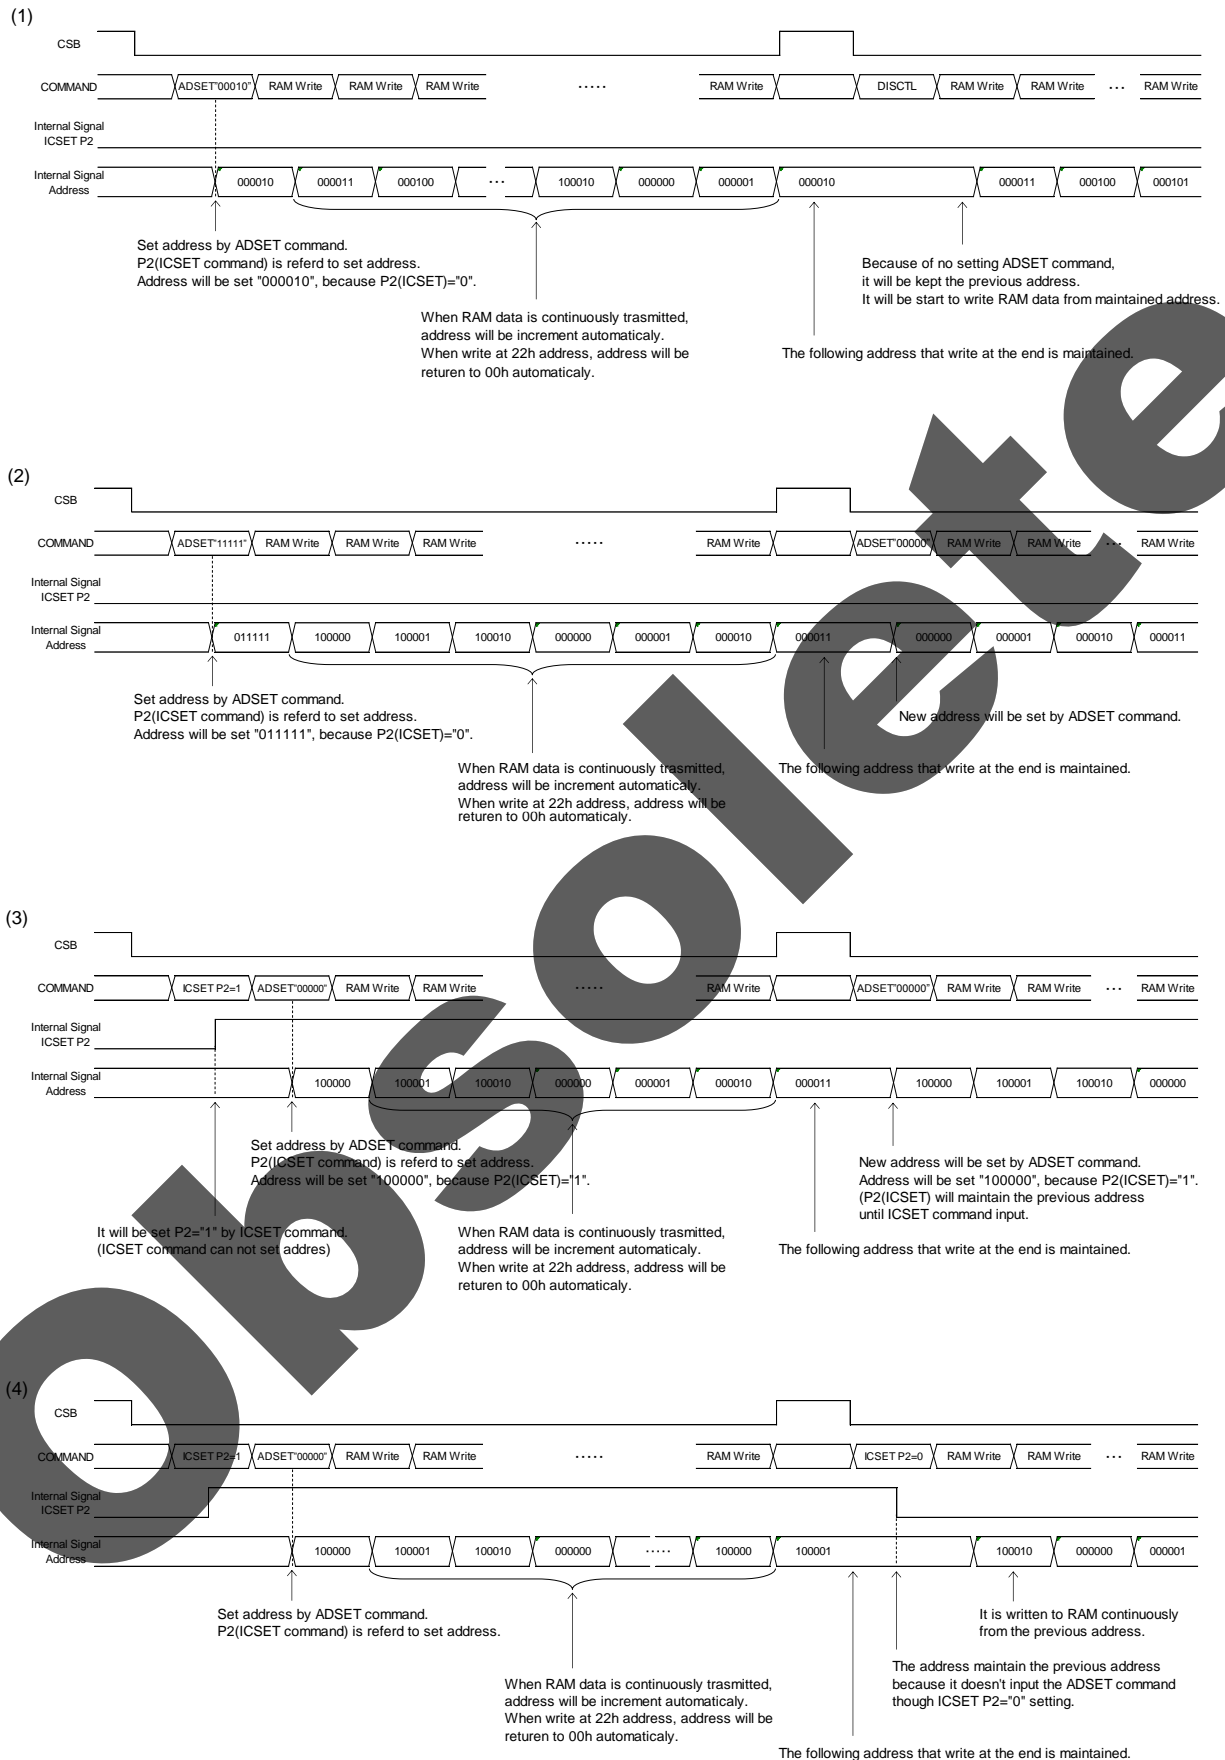 (1)
CSB
COMMAND ADSET"00010" RAM Write RAM Write RAM Write ····· RAM Write DISCTL RAM Write RAM Write ··· RAM Write
Internal Signal
ICSET P2
Internal Signal
Address
000010 000011 000100 ··· 100010 000000 000001 000010 000011 000100 000101
Set address by ADSET command.
P2(ICSET command) is referd to set address.
Address will be set "000010", because P2(ICSET)="0".
When RAM data is continuously trasmitted,
address will be increment automaticaly.
When write at 22h address, address will be
returen to 00h automaticaly.
Because of no setting ADSET command,
it will be kept the previous address.
It will be start to write RAM data from maintained address.
The following address that write at the end is maintained.
(2)
CSB
COMMAND ADSET"11111" RAM Write RAM Write RAM Write ····· RAM Write ADSET"00000" RAM Write RAM Write ··· RAM Write
Internal Signal
ICSET P2
Internal Signal
Address
011111 100000 100001 100010 000000 000001 000010 000011 000000 000001 000010 000011
Set address by ADSET command.
P2(ICSET command) is referd to set address.
Address will be set "011111", because P2(ICSET)="0".
New address will be set by ADSET command.
When RAM data is continuously trasmitted,
address will be increment automaticaly.
When write at 22h address, address will be
returen to 00h automaticaly.
The following address that write at the end is maintained.
(3)
CSB
COMMAND ICSET P2=1 ADSET"00000" RAM Write RAM Write ····· RAM Write ADSET"00000" RAM Write RAM Write ··· RAM Write
Internal Signal
ICSET P2
Internal Signal
Address
100000 100001 100010 000000 000001 000010 000011 100000 100001 100010 000000
Set address by ADSET command.
P2(ICSET command) is referd to set address.
Address will be set "100000", because P2(ICSET)="1".
New address will be set by ADSET command.
Address will be set "100000", because P2(ICSET)="1".
(P2(ICSET) will maintain the previous address
until ICSET command input.
It will be set P2="1" by ICSET command.
(ICSET command can not set addres)
When RAM data is continuously trasmitted,
address will be increment automaticaly.
When write at 22h address, address will be
returen to 00h automaticaly.
The following address that write at the end is maintained.
(4)
CSB
COMMAND ICSET P2=1 ADSET"00000" RAM Write RAM Write ····· RAM Write ICSET P2=0 RAM Write RAM Write ··· RAM Write
Internal Signal
ICSET P2
Internal Signal
Address
100000 100001 100010 000000 ····· 100000 100001 100010 000000 000001
Set address by ADSET command.
P2(ICSET command) is referd to set address.
It is written to RAM continuously
from the previous address.
When RAM data is continuously trasmitted,
address will be increment automaticaly.
When write at 22h address, address will be
returen to 00h automaticaly.
The address maintain the previous address
because it doesn't input the ADSET command
though ICSET P2="0" setting.
The following address that write at the end is maintained.
Obsolete